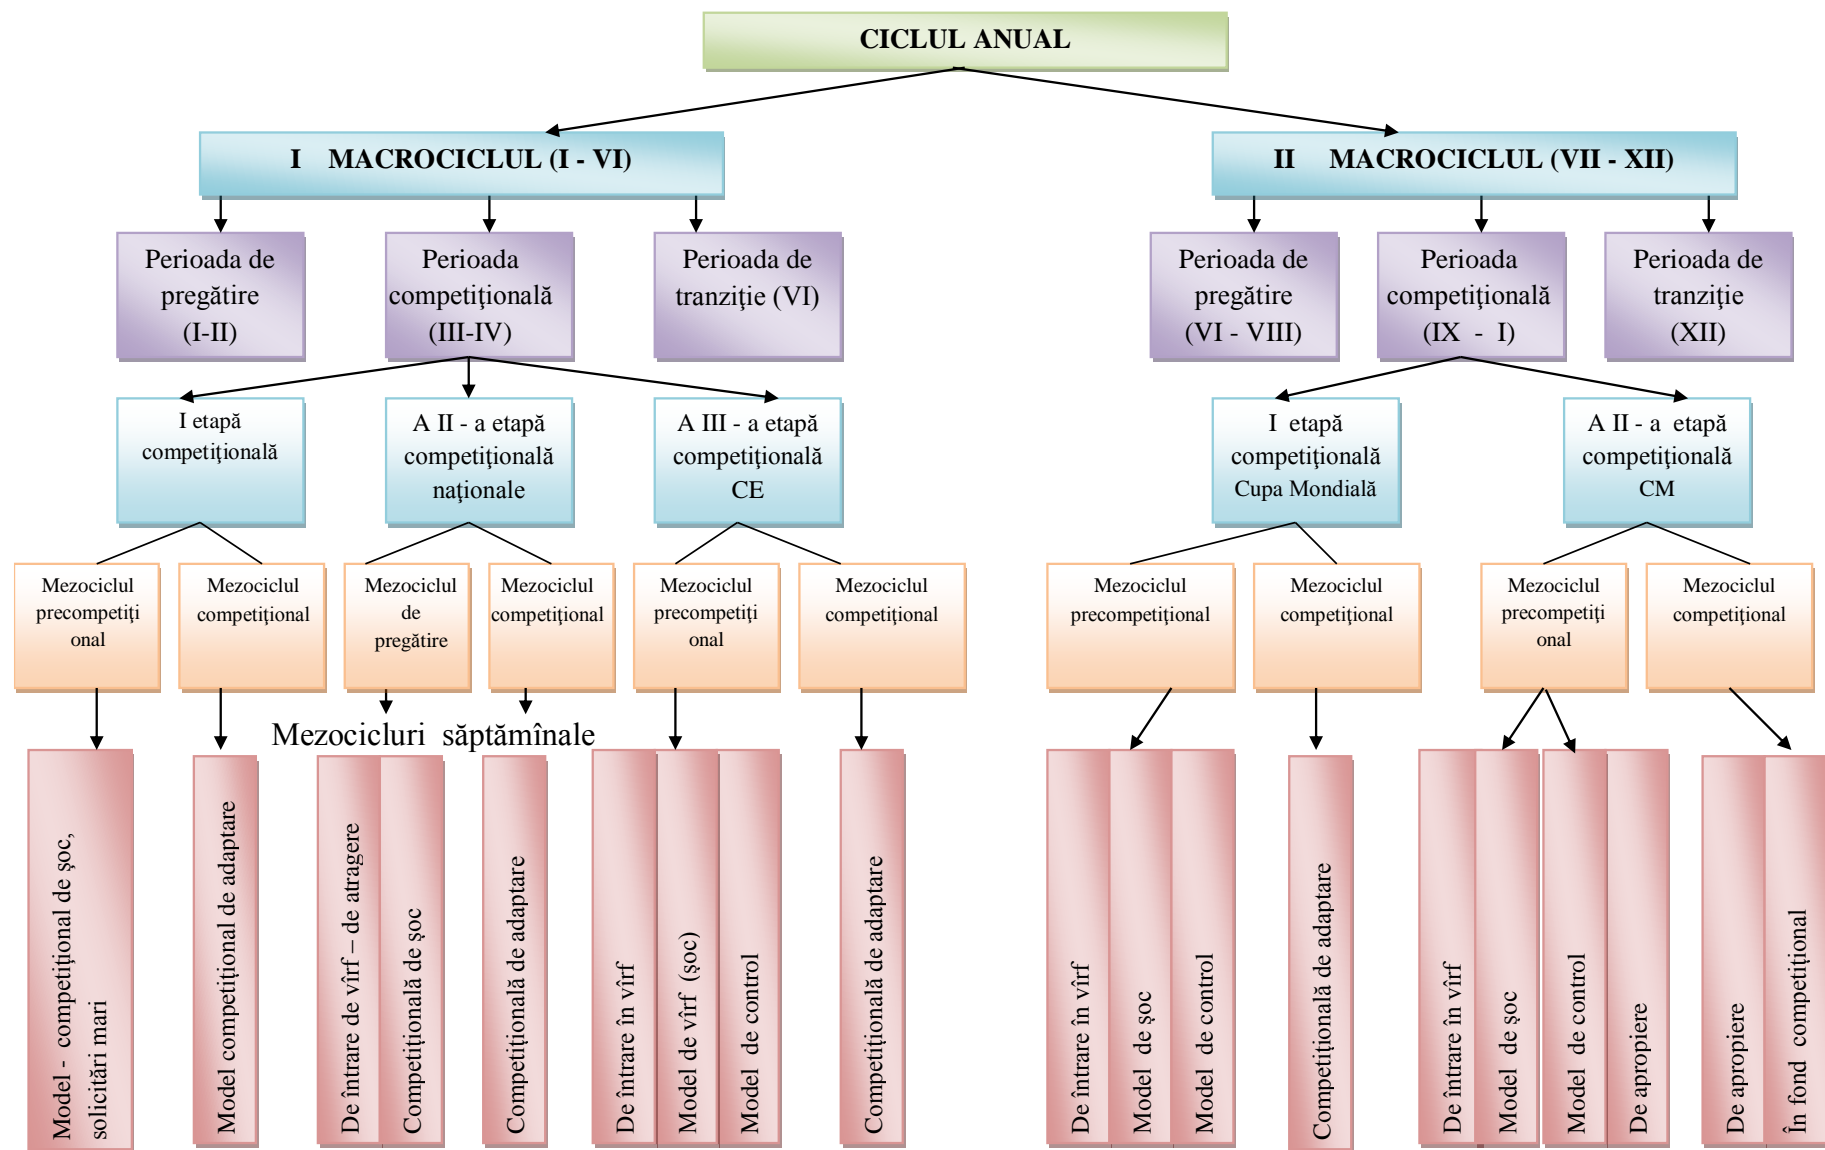 CICLUL ANUAL
I MACROCICLUL (I - VI)
II MACROCICLUL (VII - XII)
Perioada de
pregătire
(I-II)
Perioada
competiţională
(III-IV)
Perioada de
tranziţie (VI)
Perioada de
pregătire
(VI - VIII)
Perioada
competiţională
(IX - I)
Perioada de
tranziţie
(XII)
I etapă
competiţională
A II - a etapă
competiţională
naţionale
A III - a etapă
competiţională
CE
I etapă
competiţională
Cupa Mondială
A II - a etapă
competiţională
CM
Mezociclul
precompetiţi
onal
Mezociclul
competiţional
Mezociclul
de
pregătire
Mezociclul
competiţional
Mezociclul
precompetiţi
onal
Mezociclul
competiţional
Mezociclul
precompetiţional
Mezociclul
competiţional
Mezociclul
precompetiţi
onal
Mezociclul
competiţional
Mezocicluri săptămînale
Model - competiţional de şoc,
solicitări mari
Model competiţional de adaptare
De întrare de vîrf – de atragere
Competiţională de şoc
Competiţională de adaptare
De întrare în vîrf
Model de vîrf (şoc)
Model de control
Competiţională de adaptare
De întrare în vîrf
Model de şoc
Model de control
Competiţională de adaptare
De întrare în vîrf
Model de şoc
Model de control
De apropiere
De apropiere
În fond competiţional